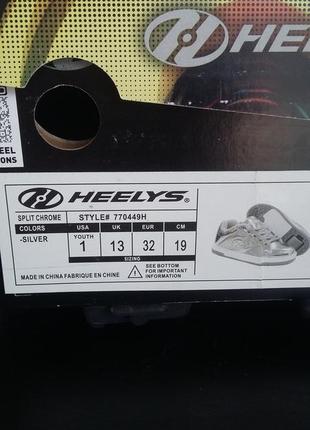 HEELYS
EEL
ONS
HEELYS®
SPLIT CHROME STYLE# 770449H
COLORS USA UK EUR CM
-SILVER YOUTH 1 13 32 19
SIZING
MADE IN CHINA FABRIQUE EN CHINE
SEE BOTTOM
FOR IMPORTANT
INFORMATION